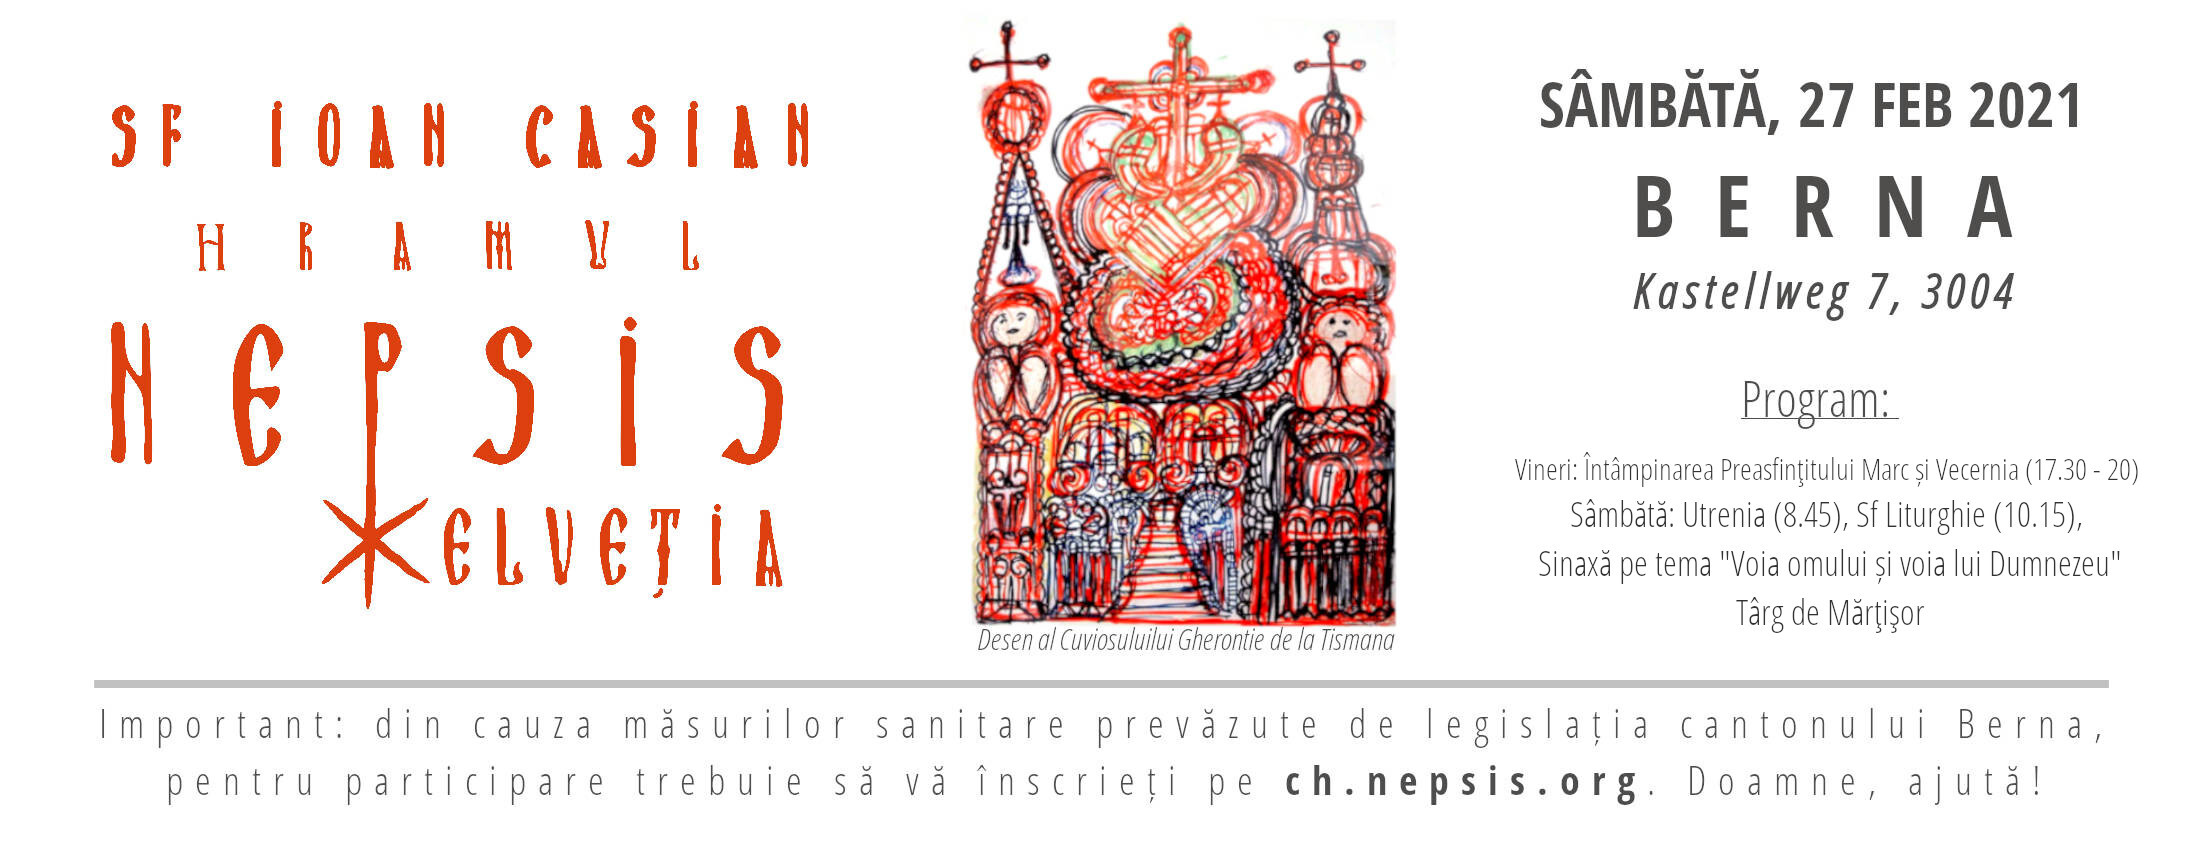 SF IOAN CASIAN
HRAMUL
NEPSIS
ELVEȚIA
Desen al Cuviosuluilui Gherontie de la Tismana
SÂMBĂTĂ, 27 FEB 2021
BERNA
Kastellweg 7, 3004
Program:
Vineri: Întâmpinarea Preasfinţitului Marc și Vecernia (17.30 - 20)
Sâmbătă: Utrenia (8.45), Sf Liturghie (10.15),
Sinaxă pe tema "Voia omului și voia lui Dumnezeu"
Târg de Mărţişor
Important: din cauza măsurilor sanitare prevăzute de legislația cantonului Berna,
pentru participare trebuie să vă înscrieți pe ch.nepsis.org. Doamne, ajută!